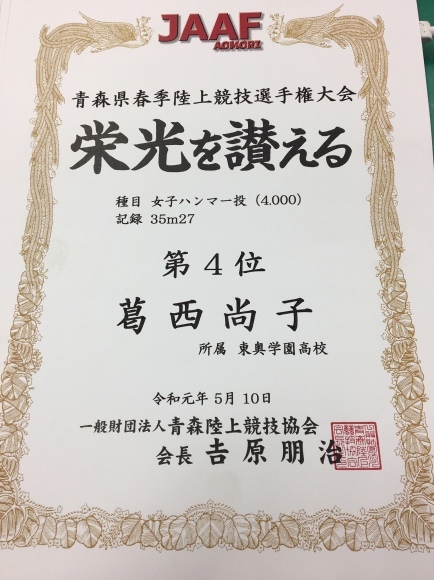 JAAF
AOMORI
青森県春季陸上競技選手権大会
栄光を讃える
種目 女子ハンマー投 (4.000)
記録 35m27
第4位
葛西尚子
所属 東奥学園高校
令和元年5月10日
一般財団法人青森陸上競技協会
会長 吉原朋治